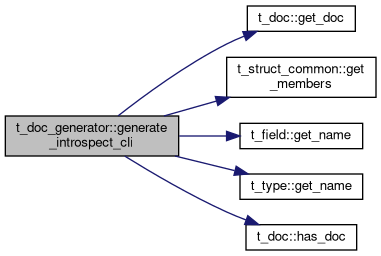 t_doc_generator::generate
_introspect_cli
t_doc::get_doc
t_struct_common::get
_members
t_field::get_name
t_type::get_name
t_doc::has_doc